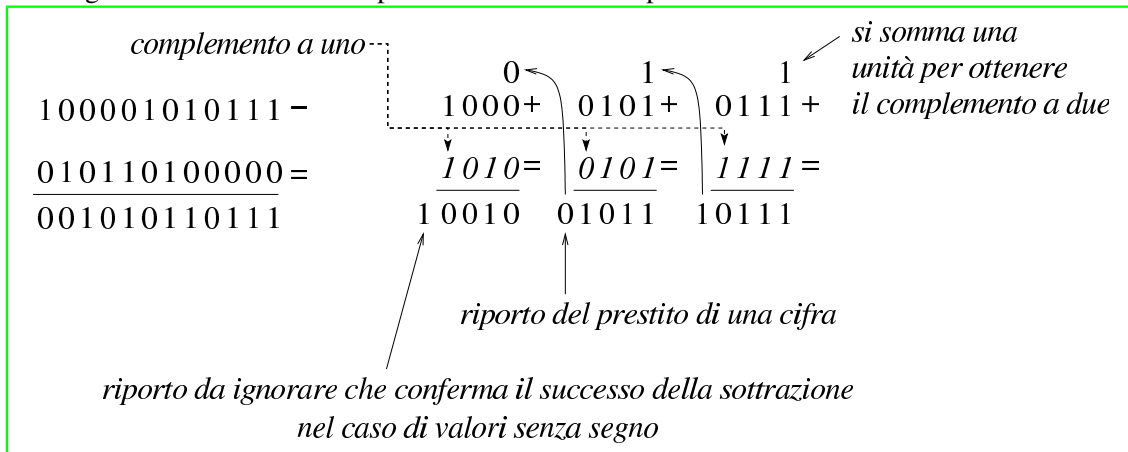 complemento a uno
si somma una
unità per ottenere
il complemento a due
0 1 1
100001010111 − 1000+ 0101+ 0111+
010110100000= 1010= 0101= 1111=
001010110111 10010 01011 10111
riporto del prestito di una cifra
riporto da ignorare che conferma il successo della sottrazione
nel caso di valori senza segno